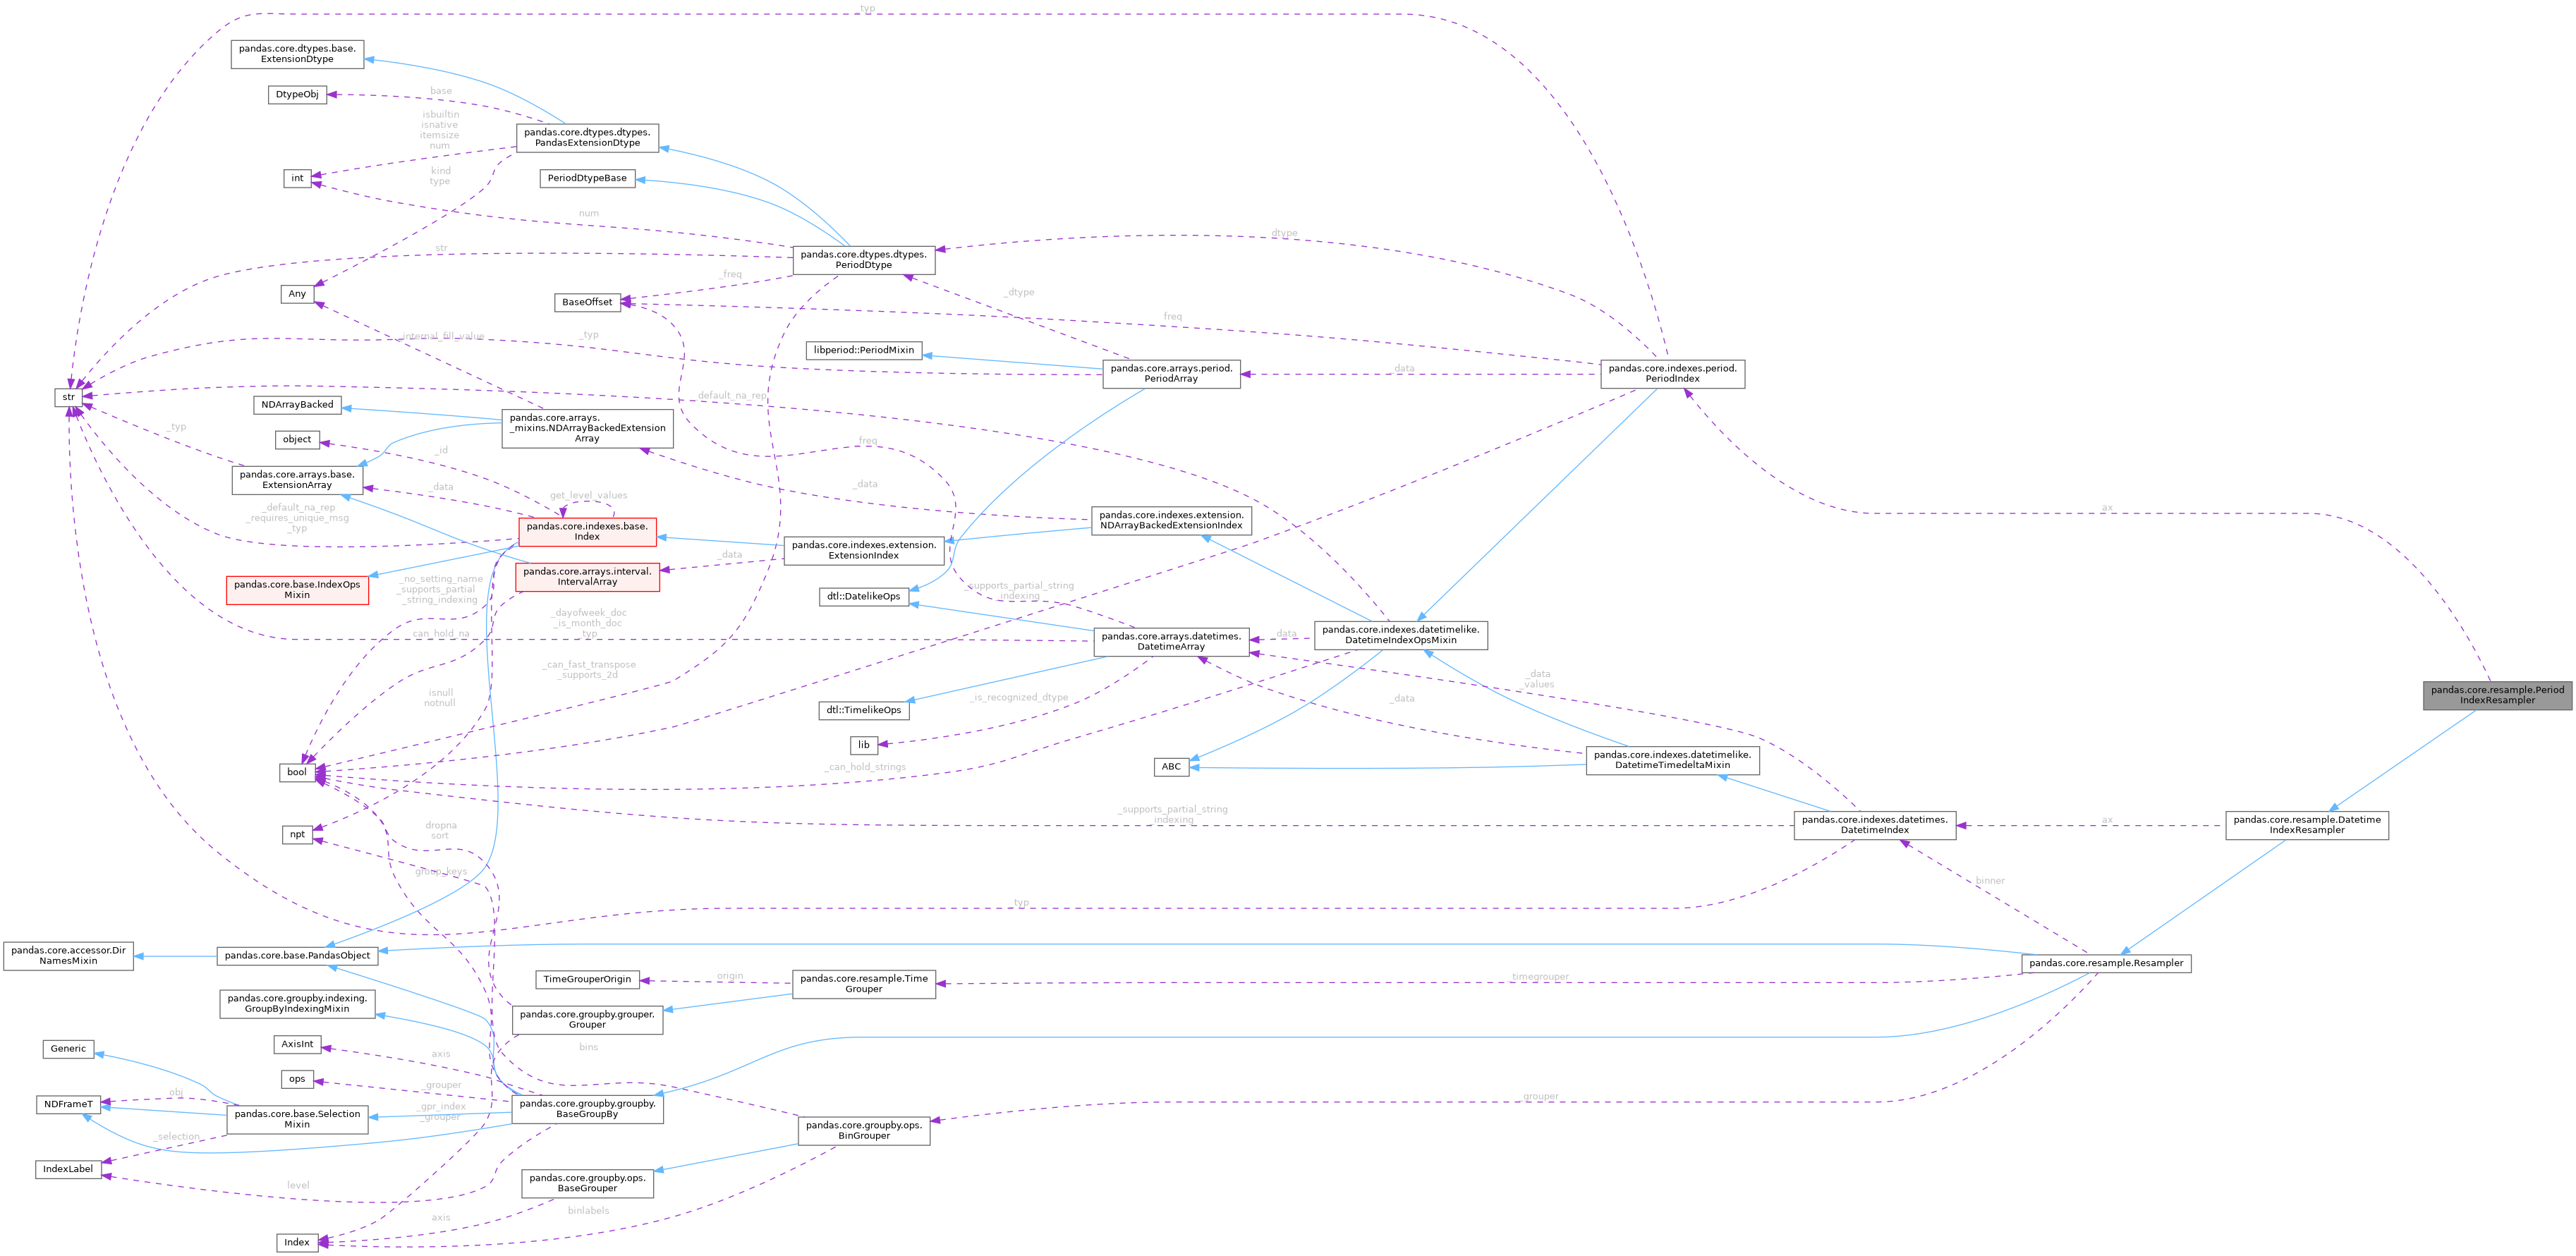 _typ
pandas.core.dtypes.base.
ExtensionDtype
DtypeObj
base
isbuiltin
isnative
itemsize
num
pandas.core.dtypes.dtypes.
PandasExtensionDtype
int
kind
type
PeriodDtypeBase
num
str
pandas.core.dtypes.dtypes.
PeriodDtype
dtype
_freq
Any
BaseOffset
_dtype
freq
_internal_fill_value
_typ
libperiod::PeriodMixin
pandas.core.arrays.period.
PeriodArray
_data
pandas.core.indexes.period.
PeriodIndex
str
NDArrayBacked
default_na_rep
pandas.core.arrays.
_mixins.NDArrayBackedExtension
Array
_typ
object
_id
_freq
pandas.core.arrays.base.
ExtensionArray
_data
_data
get_level_values
_default_na_rep
_requires_unique_msg
_typ
pandas.core.indexes.base.
Index
pandas.core.indexes.extension.
NDArrayBackedExtensionIndex
ax
pandas.core.indexes.extension.
ExtensionIndex
_data
pandas.core.base.IndexOps
Mixin
pandas.core.arrays.interval.
IntervalArray
_no_setting_name
_supports_partial
_string_indexing
_supports_partial_string
_indexing
dtl::DatelikeOps
can_hold_na
_dayofweek_doc
_is_month_doc
_typ
pandas.core.arrays.datetimes.
DatetimeArray
_data
pandas.core.indexes.datetimelike.
DatetimeIndexOpsMixin
_can_fast_transpose
_supports_2d
_data
_values
isnull
notnull
dtl::TimelikeOps
_is_recognized_dtype
_data
pandas.core.resample.Period
IndexResampler
lib
bool
_can_hold_strings
ABC
pandas.core.indexes.datetimelike.
DatetimeTimedeltaMixin
npt
dropna
sort
_supports_partial_string
_indexing
pandas.core.indexes.datetimes.
DatetimeIndex
ax
pandas.core.resample.Datetime
IndexResampler
group_keys
binner
_typ
pandas.core.accessor.Dir
NamesMixin
pandas.core.base.PandasObject
pandas.core.resample.Resampler
TimeGrouperOrigin
origin
pandas.core.resample.Time
Grouper
_timegrouper
pandas.core.groupby.indexing.
GroupByIndexingMixin
pandas.core.groupby.grouper.
Grouper
Generic
AxisInt
axis
bins
ops
_grouper
NDFrameT
obj
pandas.core.base.Selection
Mixin
_gpr_index
_grouper
pandas.core.groupby.groupby.
BaseGroupBy
_grouper
pandas.core.groupby.ops.
BinGrouper
_selection
IndexLabel
level
pandas.core.groupby.ops.
BaseGrouper
axis
binlabels
Index